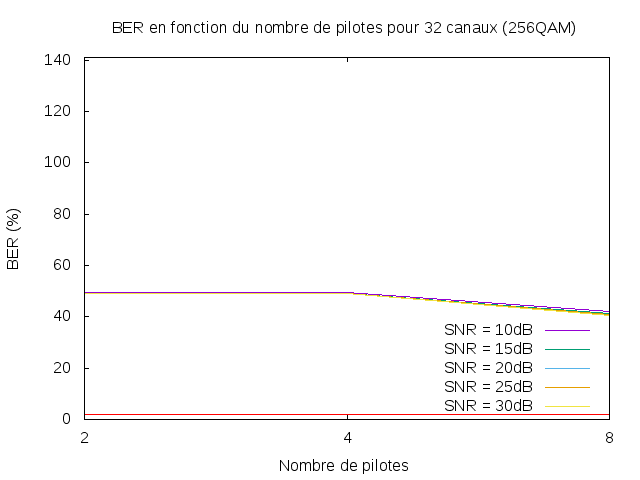 BER en fonction du nombre de pilotes pour 32 canaux (256QAM)
140
120
100
80
60
40
20
0
BER (%)
SNR = 10dB
SNR = 15dB
SNR = 20dB
SNR = 25dB
SNR = 30dB
2 4 8
Nombre de pilotes